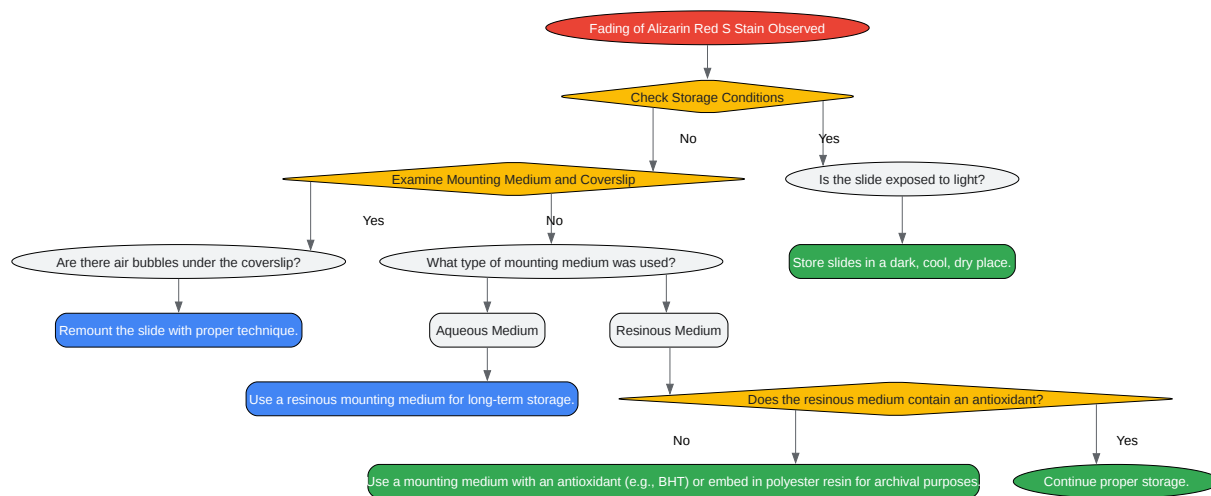 Fading of Alizarin Red S Stain Observed
Check Storage Conditions
No
Yes
Examine Mounting Medium and Coverslip
Is the slide exposed to light?
Yes
No
Are there air bubbles under the coverslip?
What type of mounting medium was used?
Store slides in a dark, cool, dry place.
Remount the slide with proper technique.
Aqueous Medium
Resinous Medium
Use a resinous mounting medium for long-term storage.
Does the resinous medium contain an antioxidant?
No
Yes
Use a mounting medium with an antioxidant (e.g., BHT) or embed in polyester resin for archival purposes.
Continue proper storage.